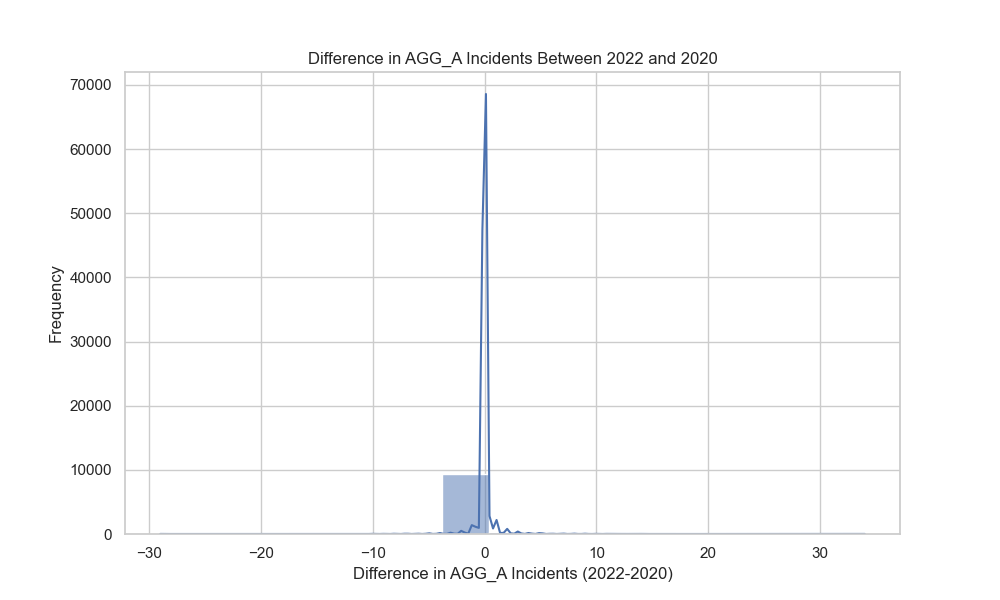 Difference in AGG_A Incidents Between 2022 and 2020
70000
60000
50000
40000
30000
20000
10000
0
Frequency
−30 −20 −10 0 10 20 30
Difference in AGG_A Incidents (2022-2020)